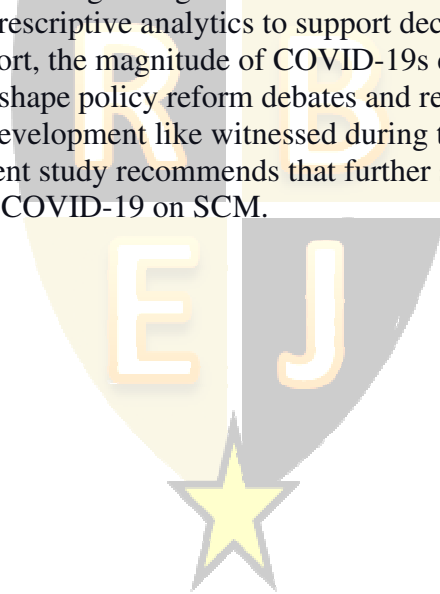 rescriptive analytics to support dec
ort, the magnitude of COVID-19s
shape policy reform debates and re
evelopment like witnessed during
ent study recommends that further
COVID-19 on SCM.
R B
E J